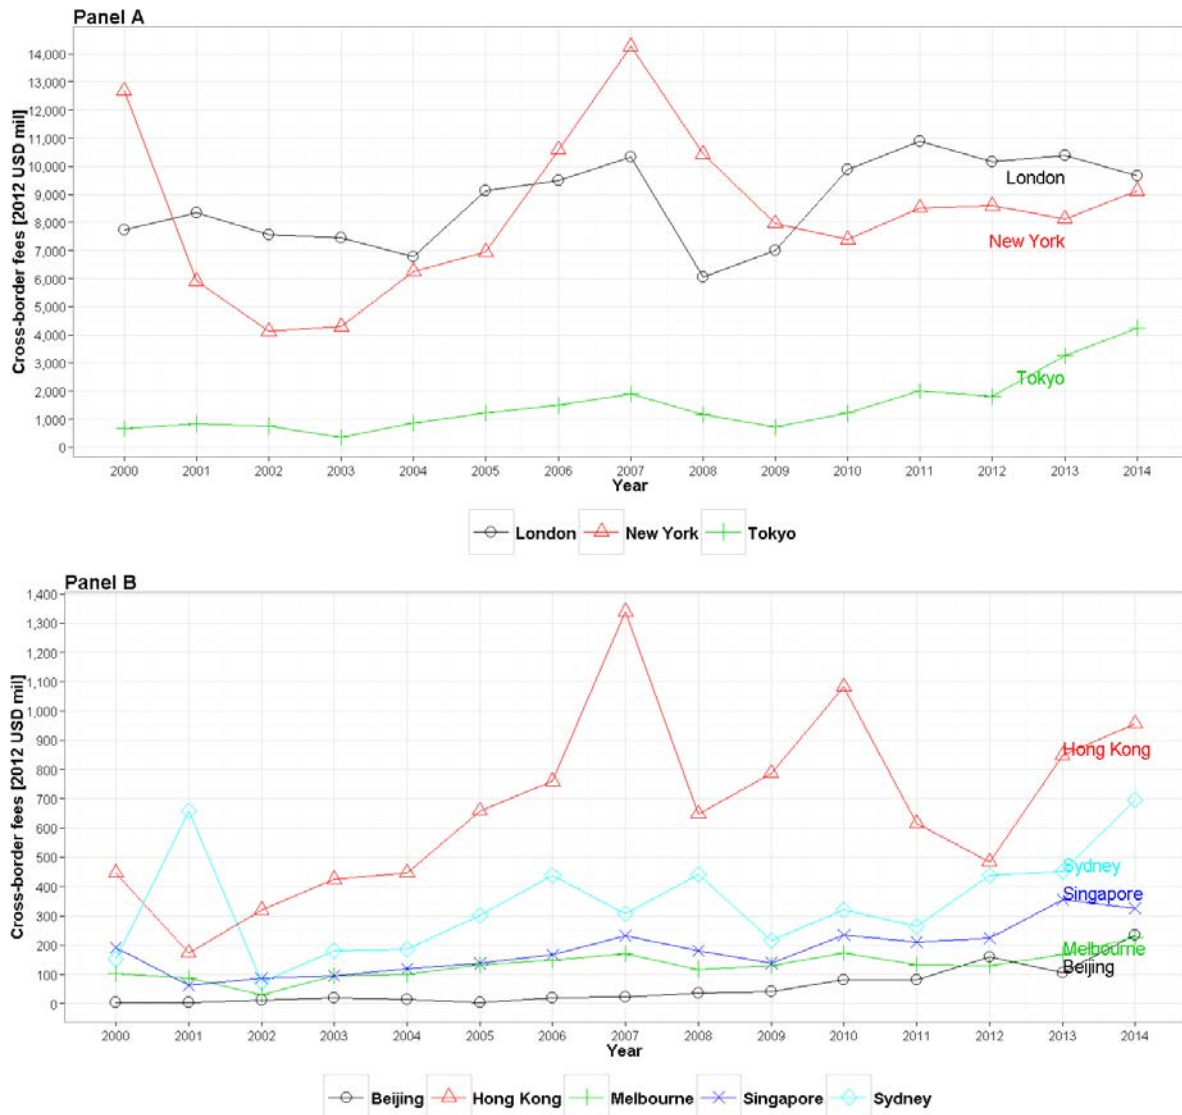 Panel A
Cross-border fees [2012 USD mil]
14,000
13,000
12,000
11,000
10,000
9,000
8,000
7,000
6,000
5,000
4,000
3,000
2,000
1,000
0
London
New York
Tokyo
2000 2001 2002 2003 2004 2005 2006 2007 2008 2009 2010 2011 2012 2013 2014
Year
London New York Tokyo
Panel B
Cross-border fees [2012 USD mil]
1,400
1,300
1,200
1,100
1,000
900
800
700
600
500
400
300
200
100
0
Hong Kong
Sydney
Singapore
Melbourne
Beijing
2000 2001 2002 2003 2004 2005 2006 2007 2008 2009 2010 2011 2012 2013 2014
Year
Beijing Hong Kong Melbourne Singapore Sydney